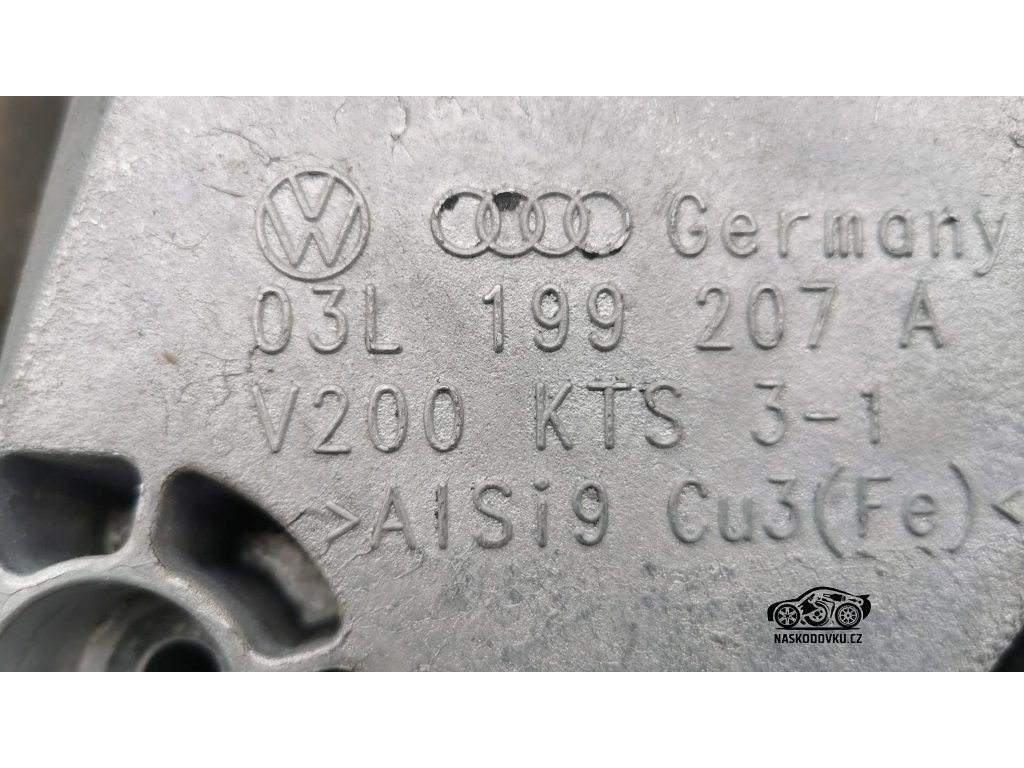 Germany
03L 199 207 A
V200 KTS 3-1
>AlSi9 Cu3(Fe)<
NASKODOVKU.CZ